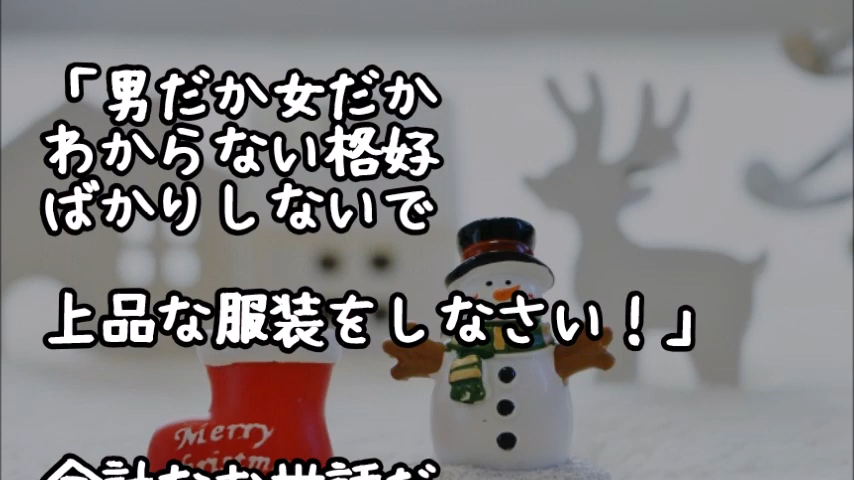 「男だか女だか
わからない格好
ばかりしないで
上品な服装をしなさい！」
Merry